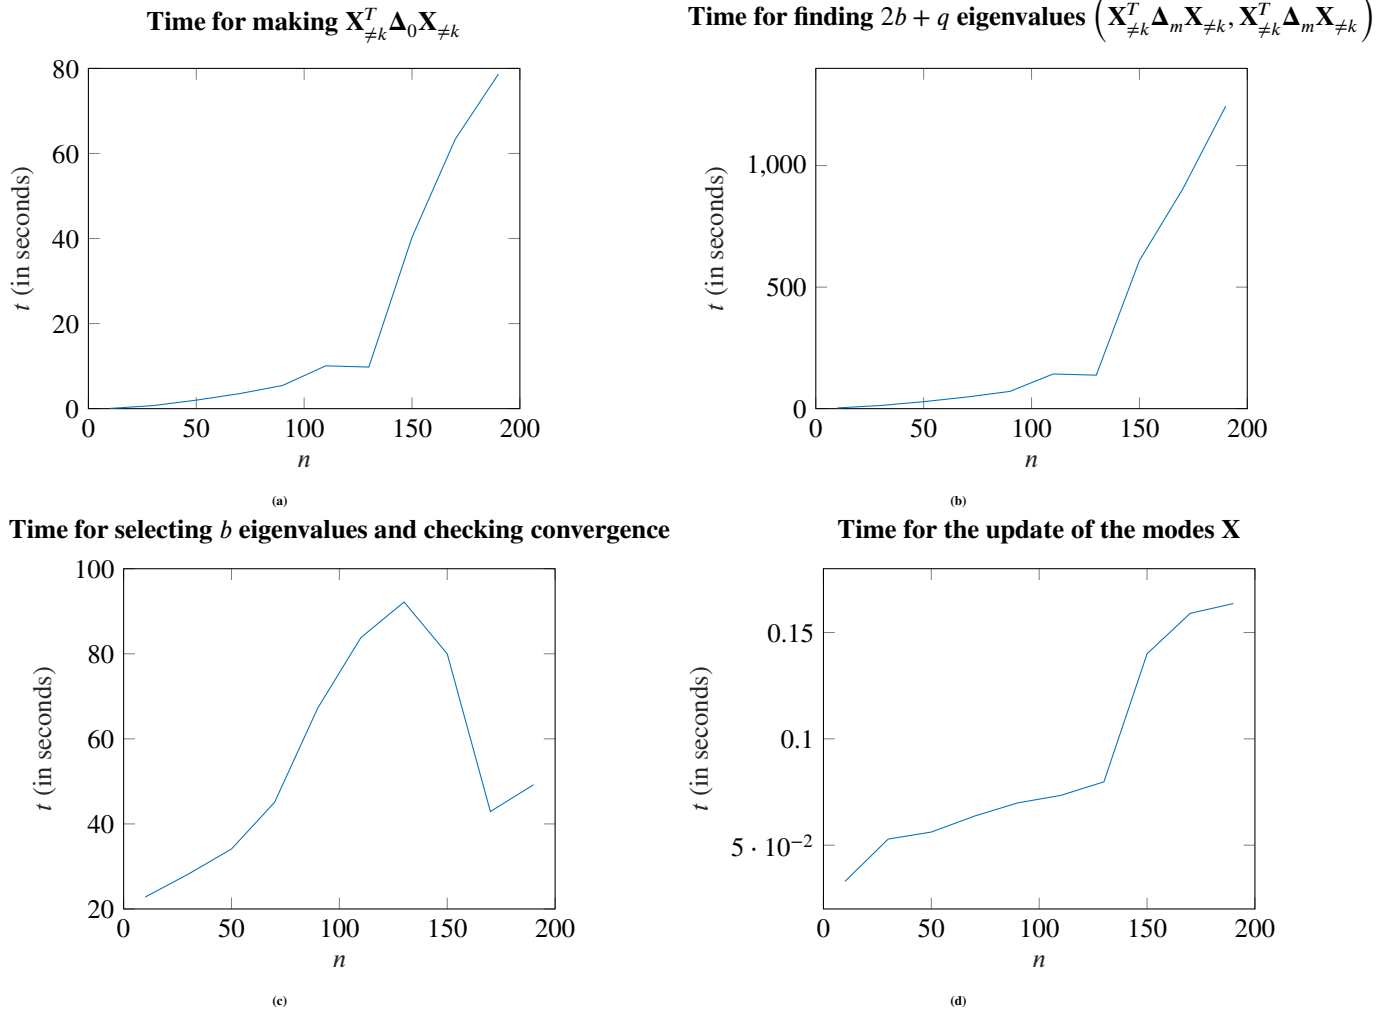 Time for making X^T_{≠k}Δ_0X_{≠k}
80
60
40
20
0
0 50 100 150 200
t (in seconds)
n
(a)
Time for finding 2b + q eigenvalues (X^T_{≠k}Δ_mX_{≠k}, X^T_{≠k}Δ_mX_{≠k})
1,000
500
0
0 50 100 150 200
t (in seconds)
n
(b)
Time for selecting b eigenvalues and checking convergence
100
80
60
40
20
0 50 100 150 200
t (in seconds)
n
(c)
Time for the update of the modes X
0.15
0.1
5 · 10^{−2}
0 50 100 150 200
t (in seconds)
n
(d)